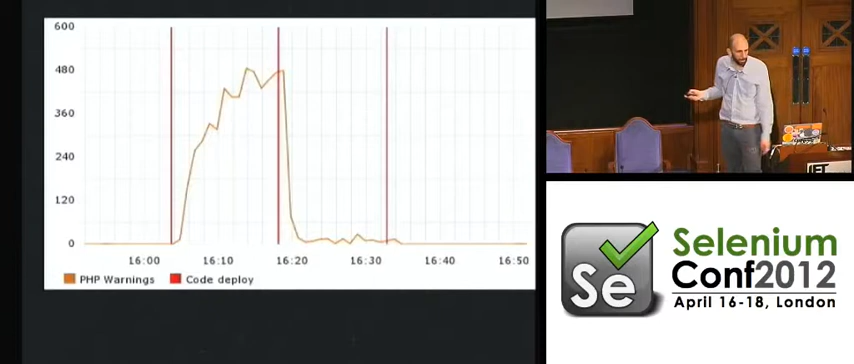 600
480
360
240
120
0
16:00 16:10 16:20 16:30 16:40 16:50
PHP Warnings Code deploy
Se
Selenium
Conf2012
April 16-18, London